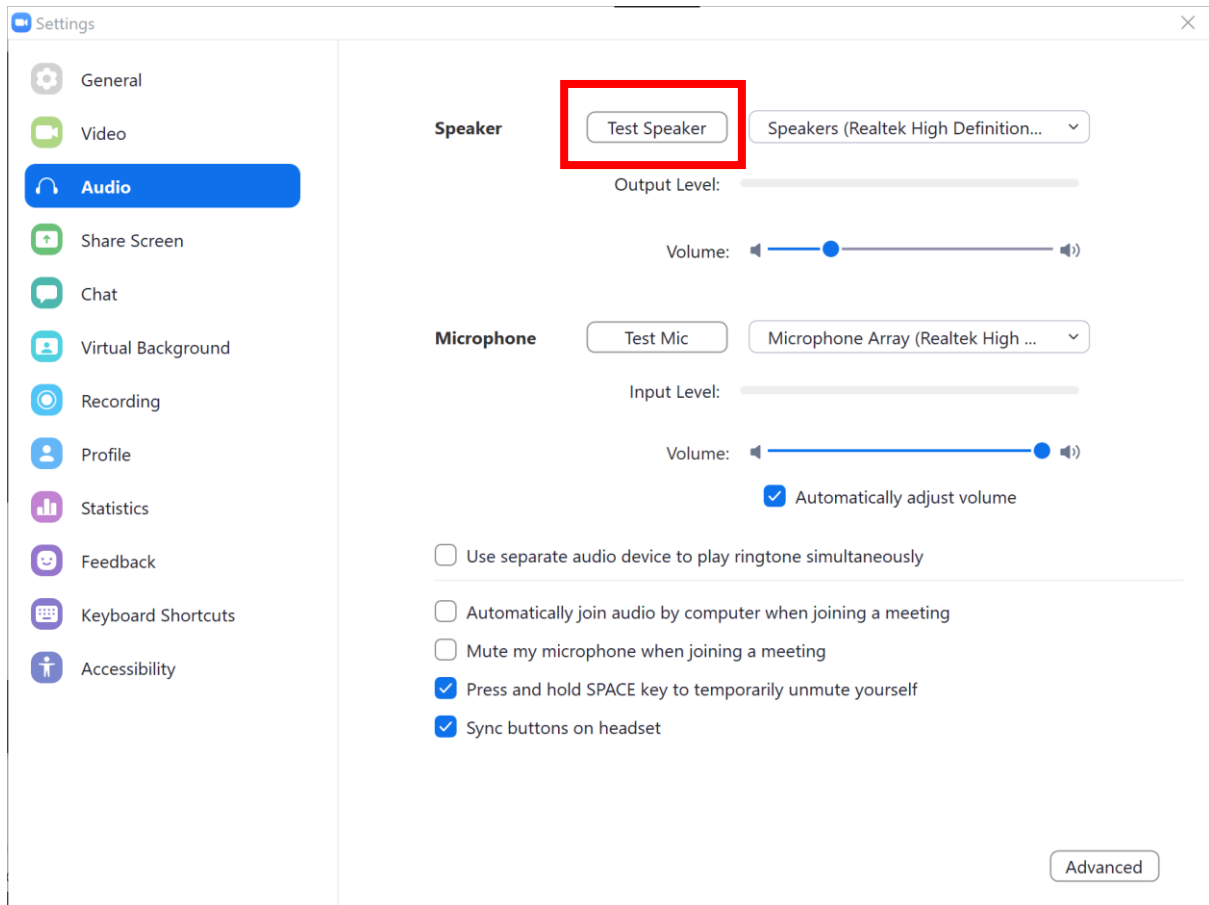 Settings
General
Video
Audio
Share Screen
Chat
Virtual Background
Recording
Profile
Statistics
Feedback
Keyboard Shortcuts
Accessibility
Speaker Test Speaker Speakers (Realtek High Definition...
Output Level:
Volume:
Microphone Test Mic Microphone Array (Realtek High ...
Input Level:
Volume:
Automatically adjust volume
Use separate audio device to play ringtone simultaneously
Automatically join audio by computer when joining a meeting
Mute my microphone when joining a meeting
Press and hold SPACE key to temporarily unmute yourself
Sync buttons on headset
Advanced